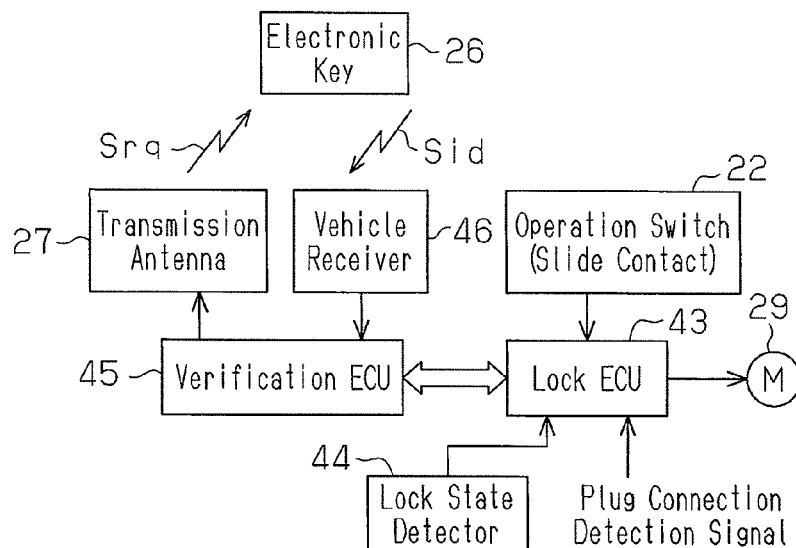 Electronic
Key
26
Srq
Sid
22
27
Transmission
Antenna
Vehicle
Receiver
46
Operation Switch
(Slide Contact)
43
29
45
Verification ECU
Lock ECU
M
44
Lock State
Detector
Plug Connection
Detection Signal